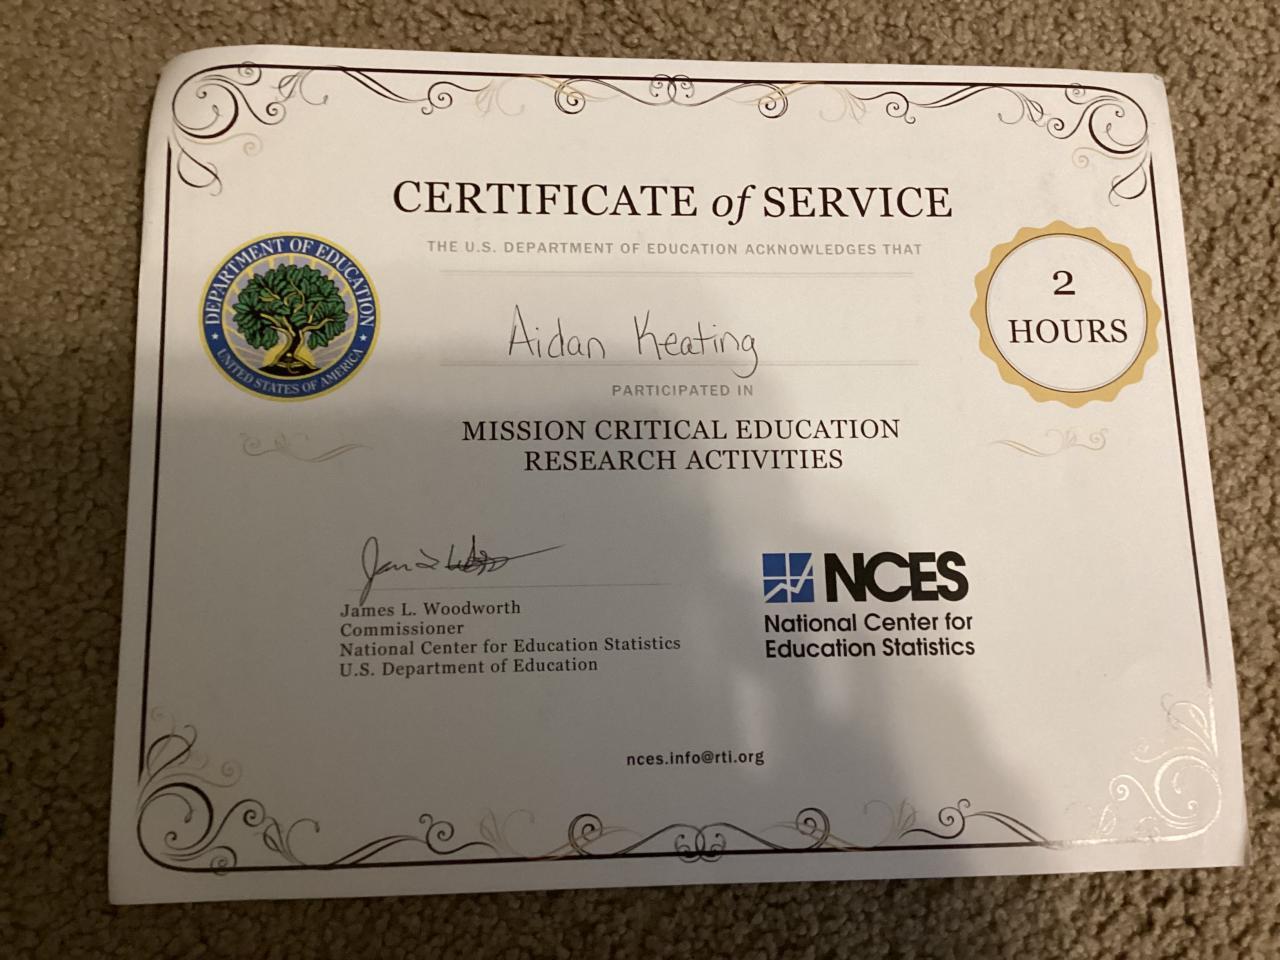 CERTIFICATE of SERVICE
THE U.S. DEPARTMENT OF EDUCATION ACKNOWLEDGES THAT
DEPARTMENT OF EDUCATION
UNITED STATES OF AMERICA
2
HOURS
Aidan Keating
PARTICIPATED IN
MISSION CRITICAL EDUCATION
RESEARCH ACTIVITIES
James L. Woodworth
Commissioner
National Center for Education Statistics
U.S. Department of Education
NCES
National Center for
Education Statistics
nces.info@rti.org